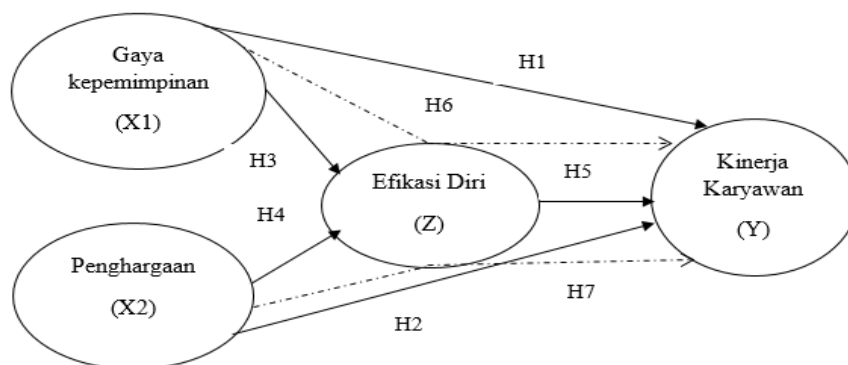 Gaya
kepemimpinan
(X1)
H1
H6
H3
Efikasi Diri
(Z)
H5
Kinerja
Karyawan
(Y)
H4
Penghargaan
(X2)
H2
H7